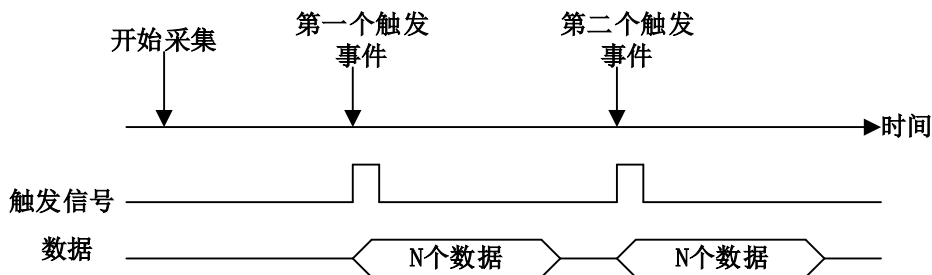 开始采集
第一个触发
事件
第二个触发
事件
时间
触发信号
数据
N个数据
N个数据